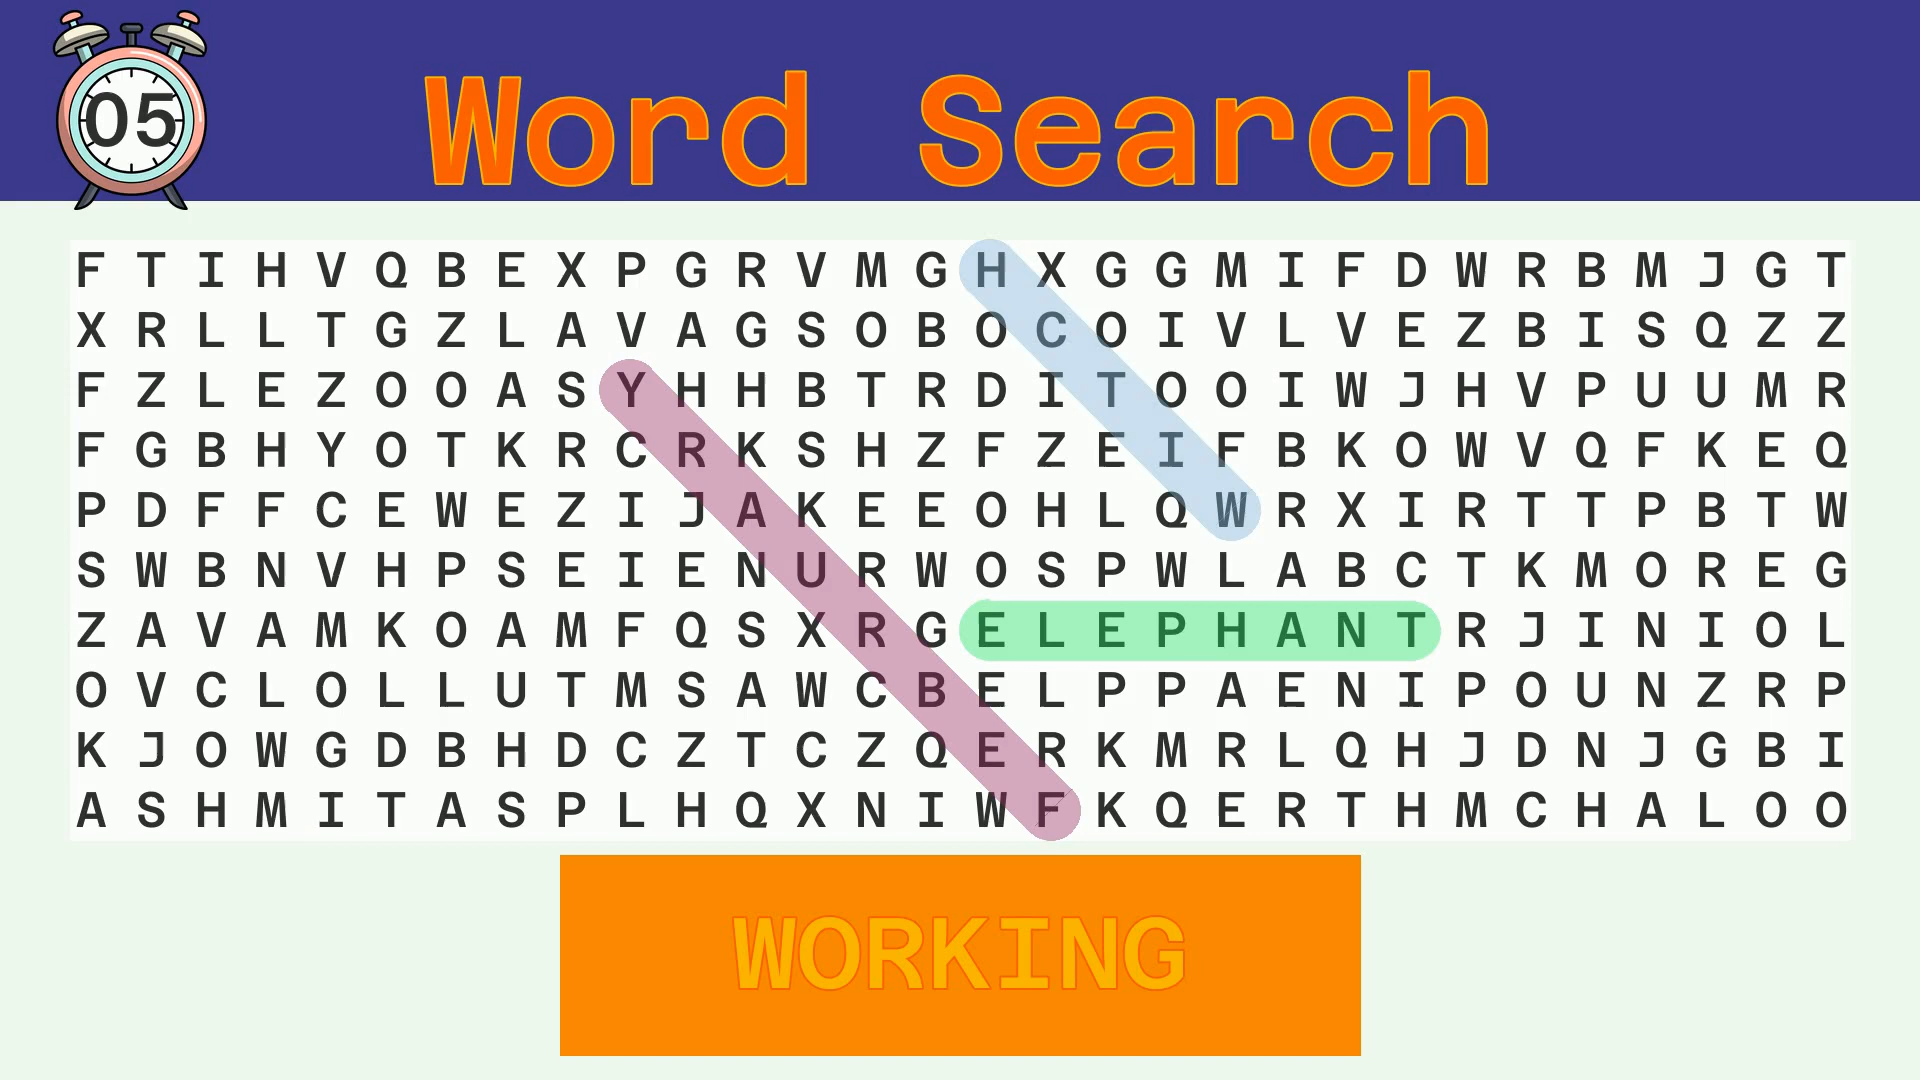 05
Word Search
F T I H V Q B E X P G R V M G H X G G M I F D W R B M J G T
X R L L T G Z L A V A G S O B O C O I V L V E Z B I S Q Z Z
F Z L E Z O O A S Y H H B T R D I T O O I W J H V P U U M R
F G B H Y O T K R C R K S H Z F Z E I F B K O W V Q F K E Q
P D F F C E W E Z I J A K E E O H L Q W R X I R T T P B T W
S W B N V H P S E I E N U R W O S P W L A B C T K M O R E G
Z A V A M K O A M F Q S X R G E L E P H A N T R J I N I O L
O V C L O L L U T M S A W C B E L P P A E N I P O U N Z R P
K J O W G D B H D C Z T C Z Q E R K M R L Q H J D N J G B I
A S H M I T A S P L H Q X N I W F K Q E R T H M C H A L O O
WORKING